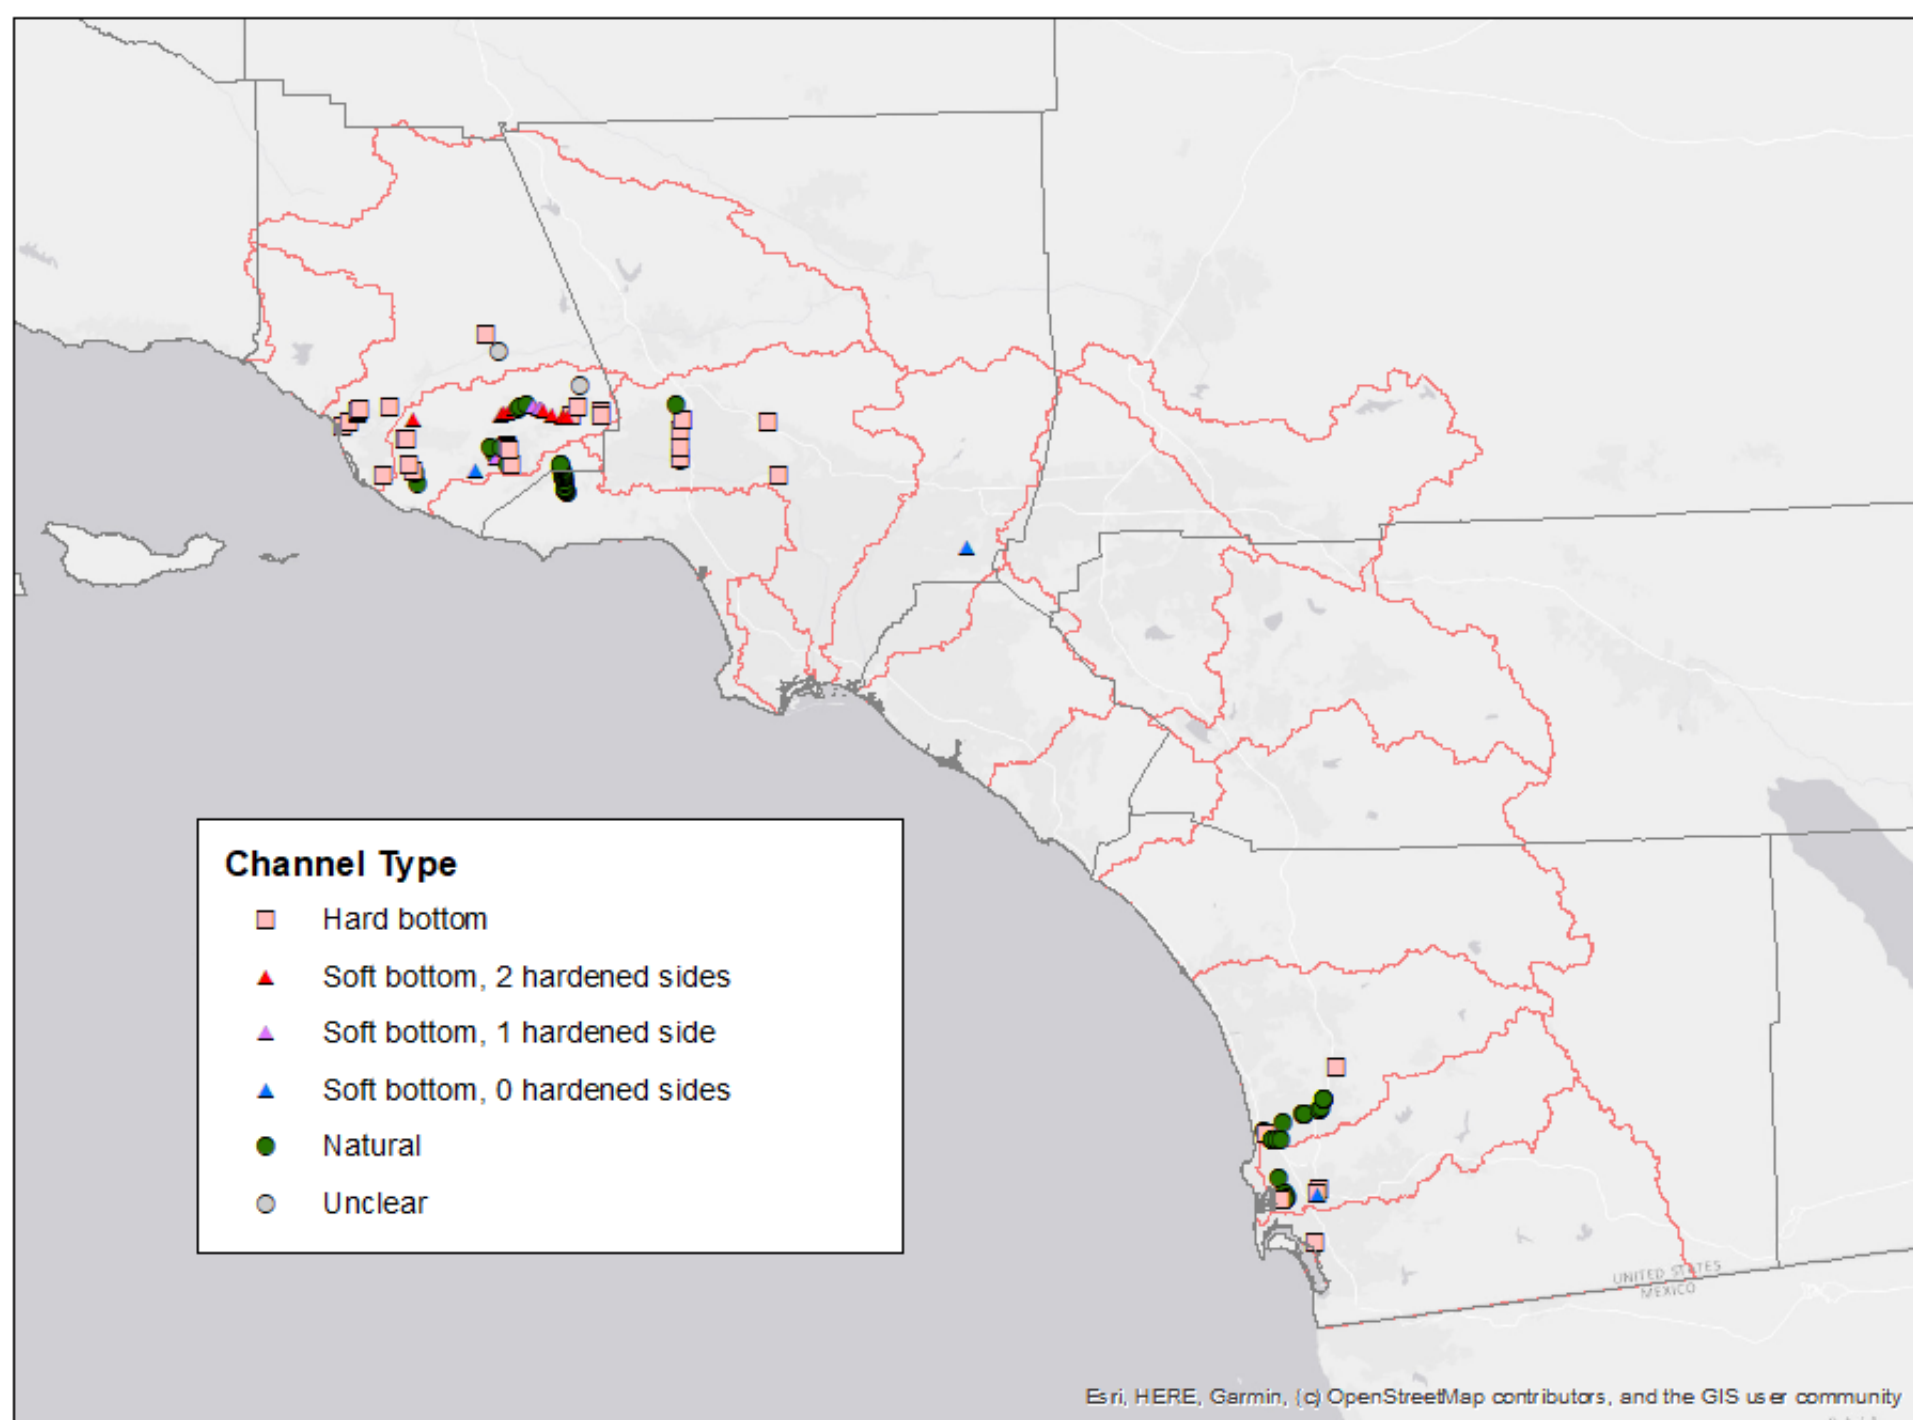 Channel Type
Hard bottom
Soft bottom, 2 hardened sides
Soft bottom, 1 hardened side
Soft bottom, 0 hardened sides
Natural
Unclear
UNITED STATES
MEXICO
Esri, HERE, Garmin, (c) OpenStreetMap contributors, and the GIS user community